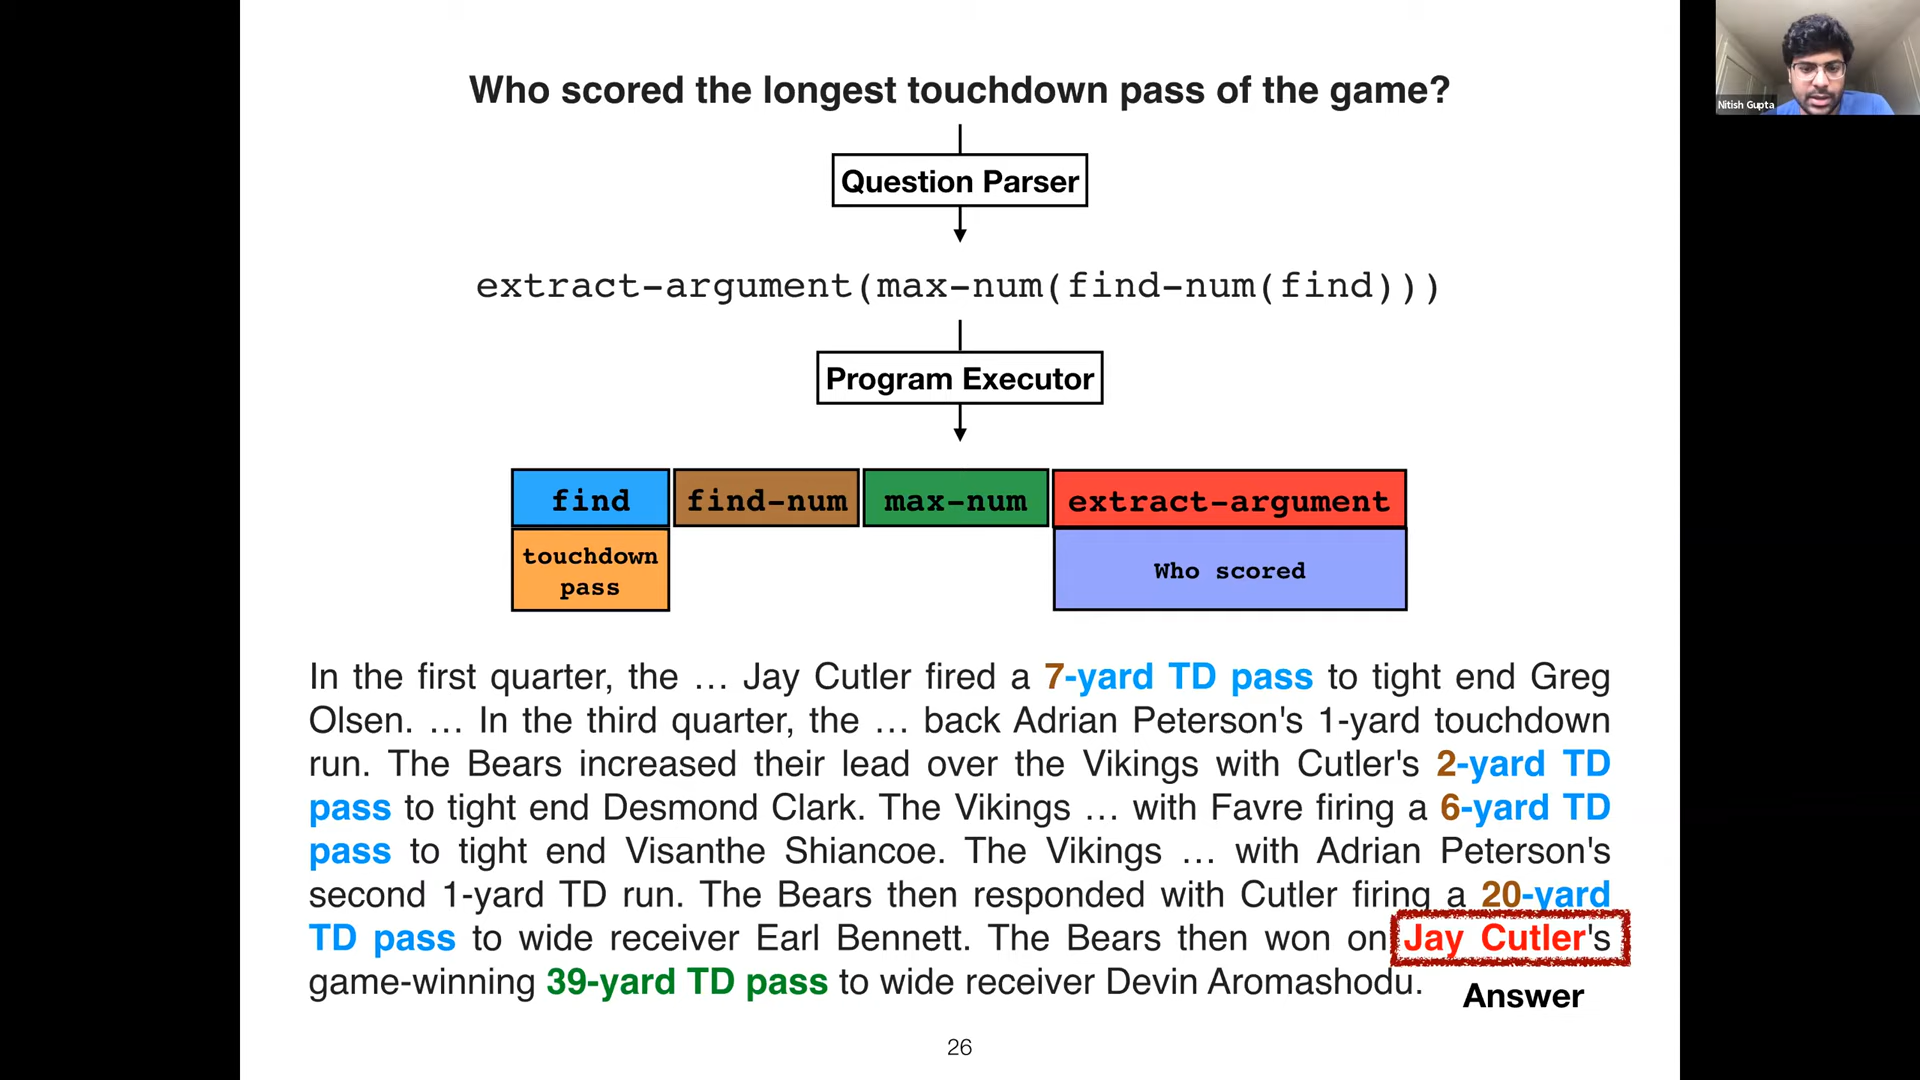 Who scored the longest touchdown pass of the game?
Nitish Gupta
Question Parser
extract-argument(max-num(find-num(find)))
Program Executor
find find-num max-num extract-argument
touchdown
pass
Who scored
In the first quarter, the … Jay Cutler fired a 7-yard TD pass to tight end Greg
Olsen. … In the third quarter, the … back Adrian Peterson's 1-yard touchdown
run. The Bears increased their lead over the Vikings with Cutler's 2-yard TD
pass to tight end Desmond Clark. The Vikings … with Favre firing a 6-yard TD
pass to tight end Visanthe Shiancoe. The Vikings … with Adrian Peterson's
second 1-yard TD run. The Bears then responded with Cutler firing a 20-yard
TD pass to wide receiver Earl Bennett. The Bears then won on Jay Cutler's
game-winning 39-yard TD pass to wide receiver Devin Aromashodu.
Answer
26